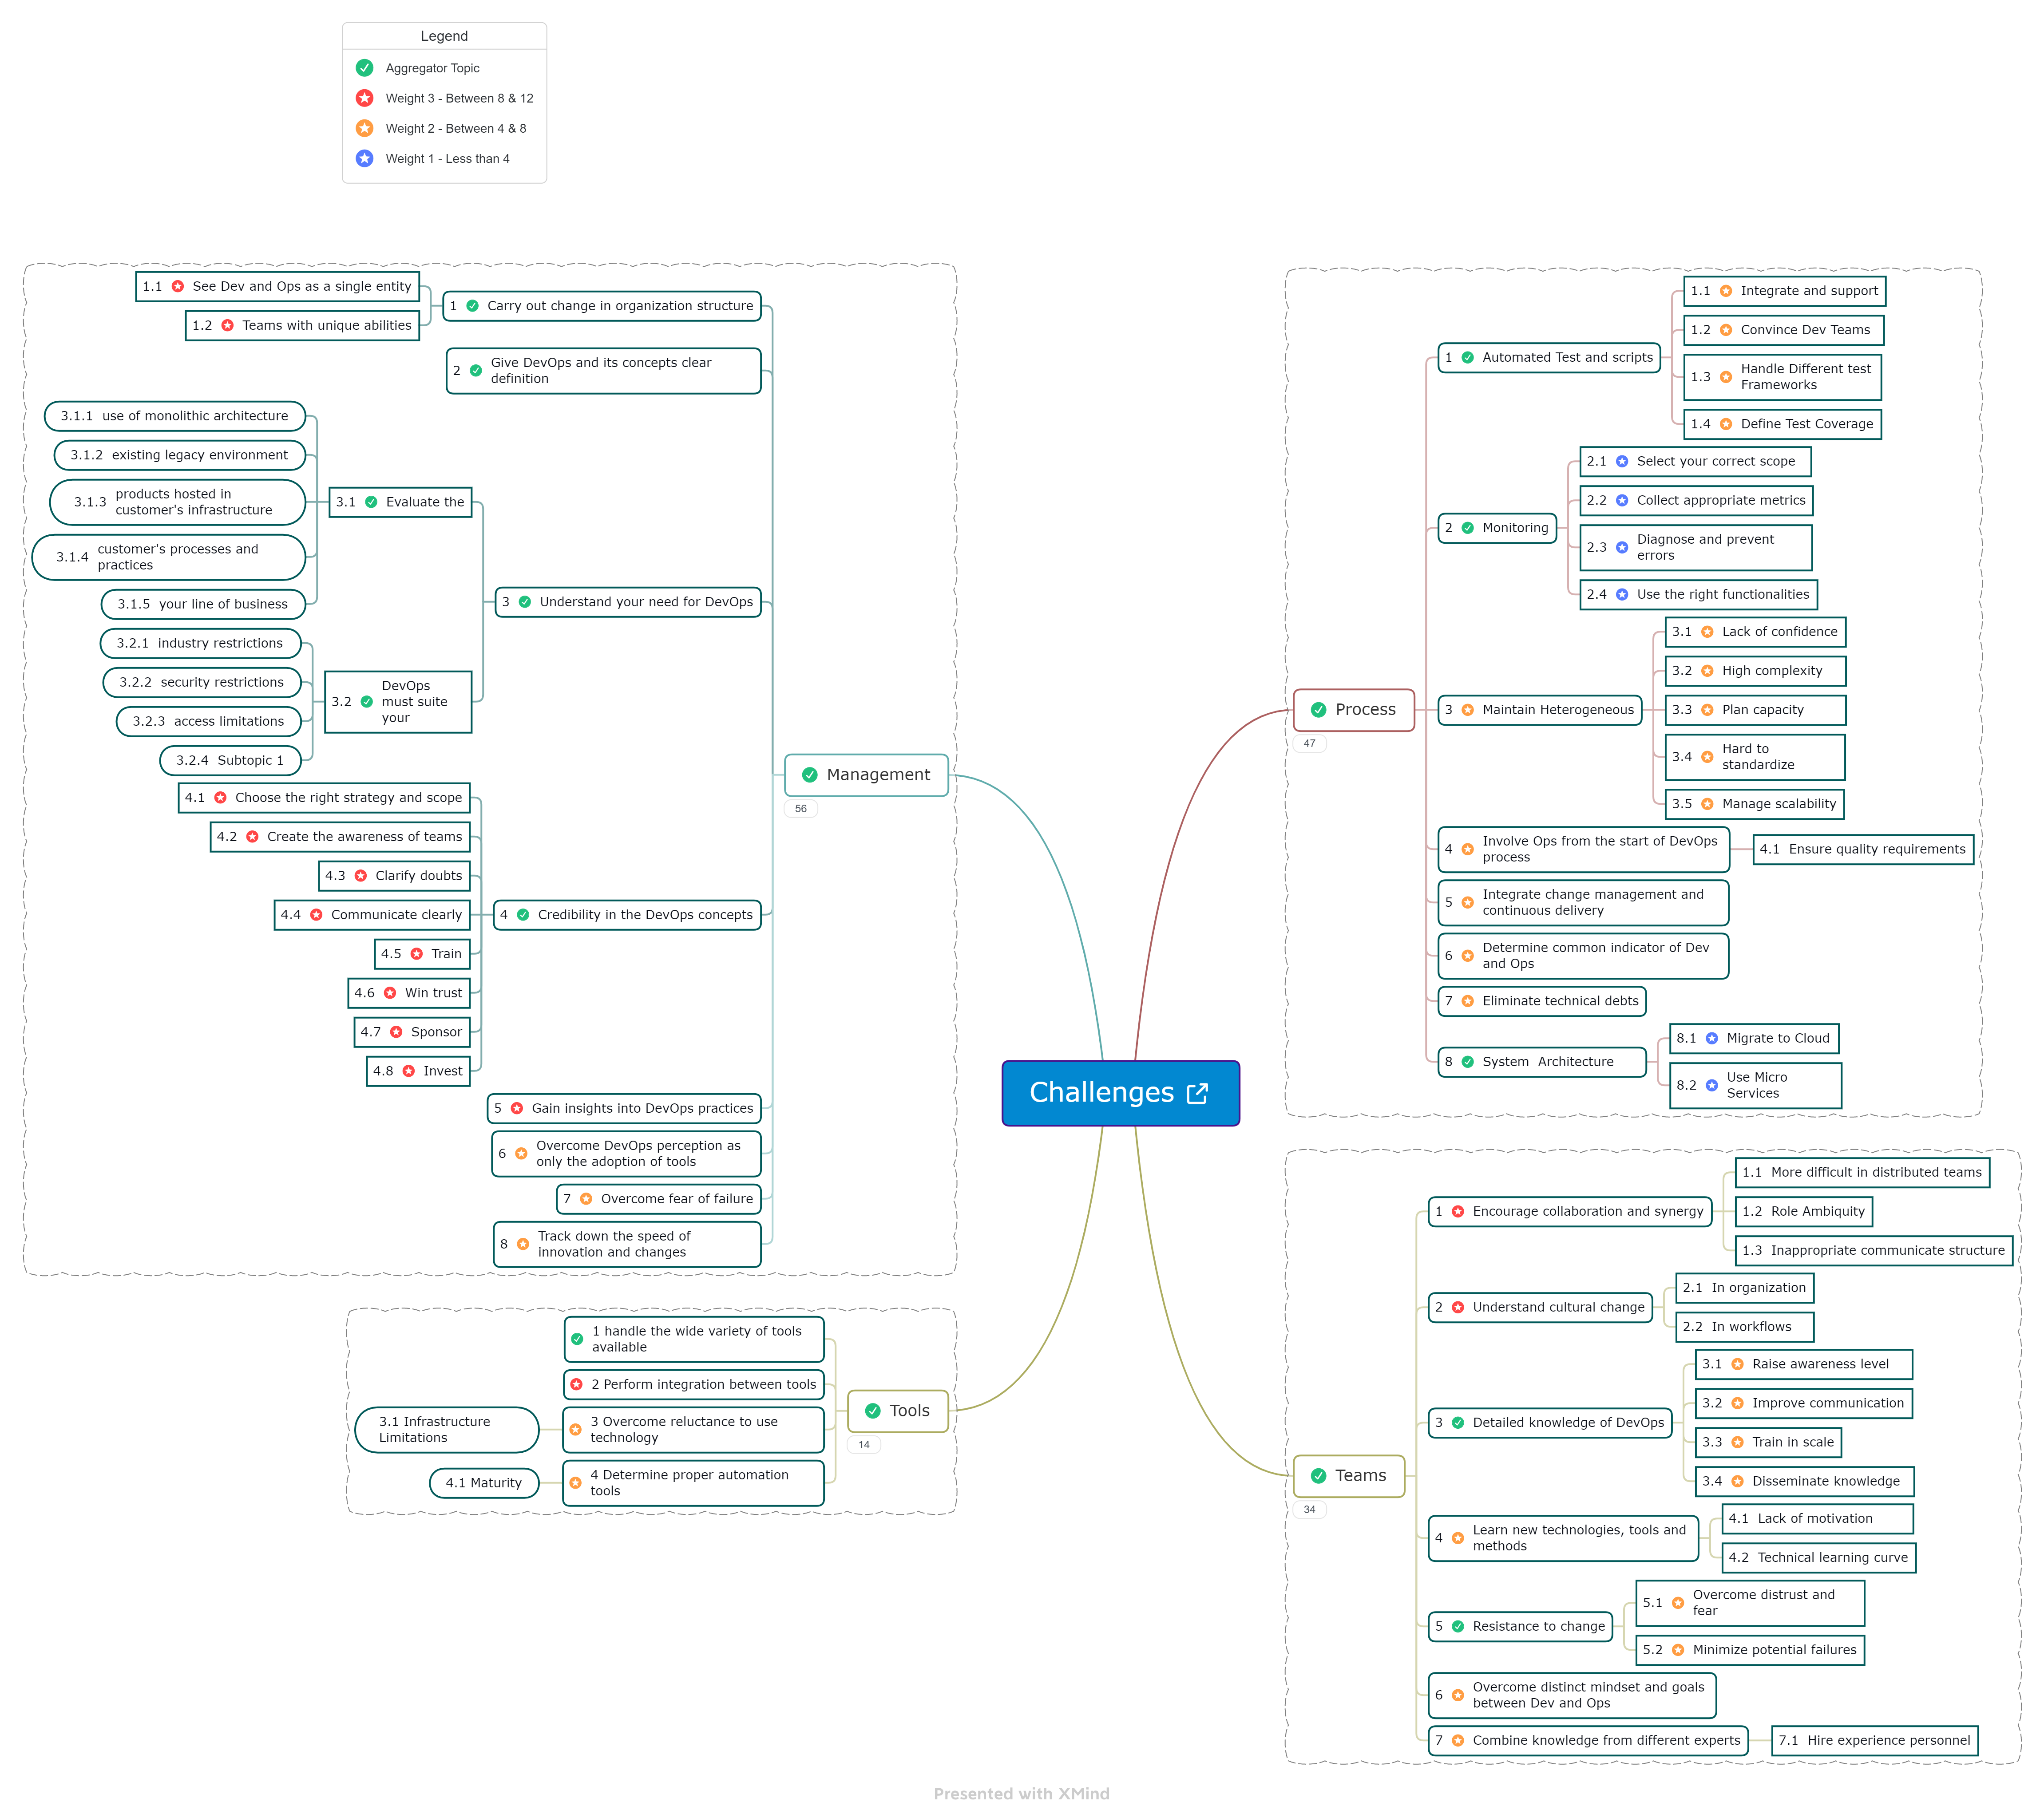 Legend
Aggregator Topic
Weight 3 - Between 8 & 12
Weight 2 - Between 4 & 8
Weight 1 - Less than 4
Challenges
Management
56
1 Carry out change in organization structure
1.1 See Dev and Ops as a single entity
1.2 Teams with unique abilities
2 Give DevOps and its concepts clear
definition
3 Understand your need for DevOps
3.1 Evaluate the
3.1.1 use of monolithic architecture
3.1.2 existing legacy environment
3.1.3 products hosted in
customer's infrastructure
3.1.4 customer's processes and
practices
3.1.5 your line of business
3.2 DevOps
must suite
your
3.2.1 industry restrictions
3.2.2 security restrictions
3.2.3 access limitations
3.2.4 Subtopic 1
4 Credibility in the DevOps concepts
4.1 Choose the right strategy and scope
4.2 Create the awareness of teams
4.3 Clarify doubts
4.4 Communicate clearly
4.5 Train
4.6 Win trust
4.7 Sponsor
4.8 Invest
5 Gain insights into DevOps practices
6 Overcome DevOps perception as
only the adoption of tools
7 Overcome fear of failure
8 Track down the speed of
innovation and changes
Tools
14
1 handle the wide variety of tools
available
2 Perform integration between tools
3 Overcome reluctance to use
technology
3.1 Infrastructure
Limitations
4 Determine proper automation
tools
4.1 Maturity
Process
47
1 Automated Test and scripts
1.1 Integrate and support
1.2 Convince Dev Teams
1.3 Handle Different test
Frameworks
1.4 Define Test Coverage
2 Monitoring
2.1 Select your correct scope
2.2 Collect appropriate metrics
2.3 Diagnose and prevent
errors
2.4 Use the right functionalities
3 Maintain Heterogeneous
3.1 Lack of confidence
3.2 High complexity
3.3 Plan capacity
3.4 Hard to
standardize
3.5 Manage scalability
4 Involve Ops from the start of DevOps
process
4.1 Ensure quality requirements
5 Integrate change management and
continuous delivery
6 Determine common indicator of Dev
and Ops
7 Eliminate technical debts
8 System Architecture
8.1 Migrate to Cloud
8.2 Use Micro
Services
Teams
34
1 Encourage collaboration and synergy
1.1 More difficult in distributed teams
1.2 Role Ambiquity
1.3 Inappropriate communicate structure
2 Understand cultural change
2.1 In organization
2.2 In workflows
3 Detailed knowledge of DevOps
3.1 Raise awareness level
3.2 Improve communication
3.3 Train in scale
3.4 Disseminate knowledge
4 Learn new technologies, tools and
methods
4.1 Lack of motivation
4.2 Technical learning curve
5 Resistance to change
5.1 Overcome distrust and
fear
5.2 Minimize potential failures
6 Overcome distinct mindset and goals
between Dev and Ops
7 Combine knowledge from different experts
7.1 Hire experience personnel
Presented with XMind